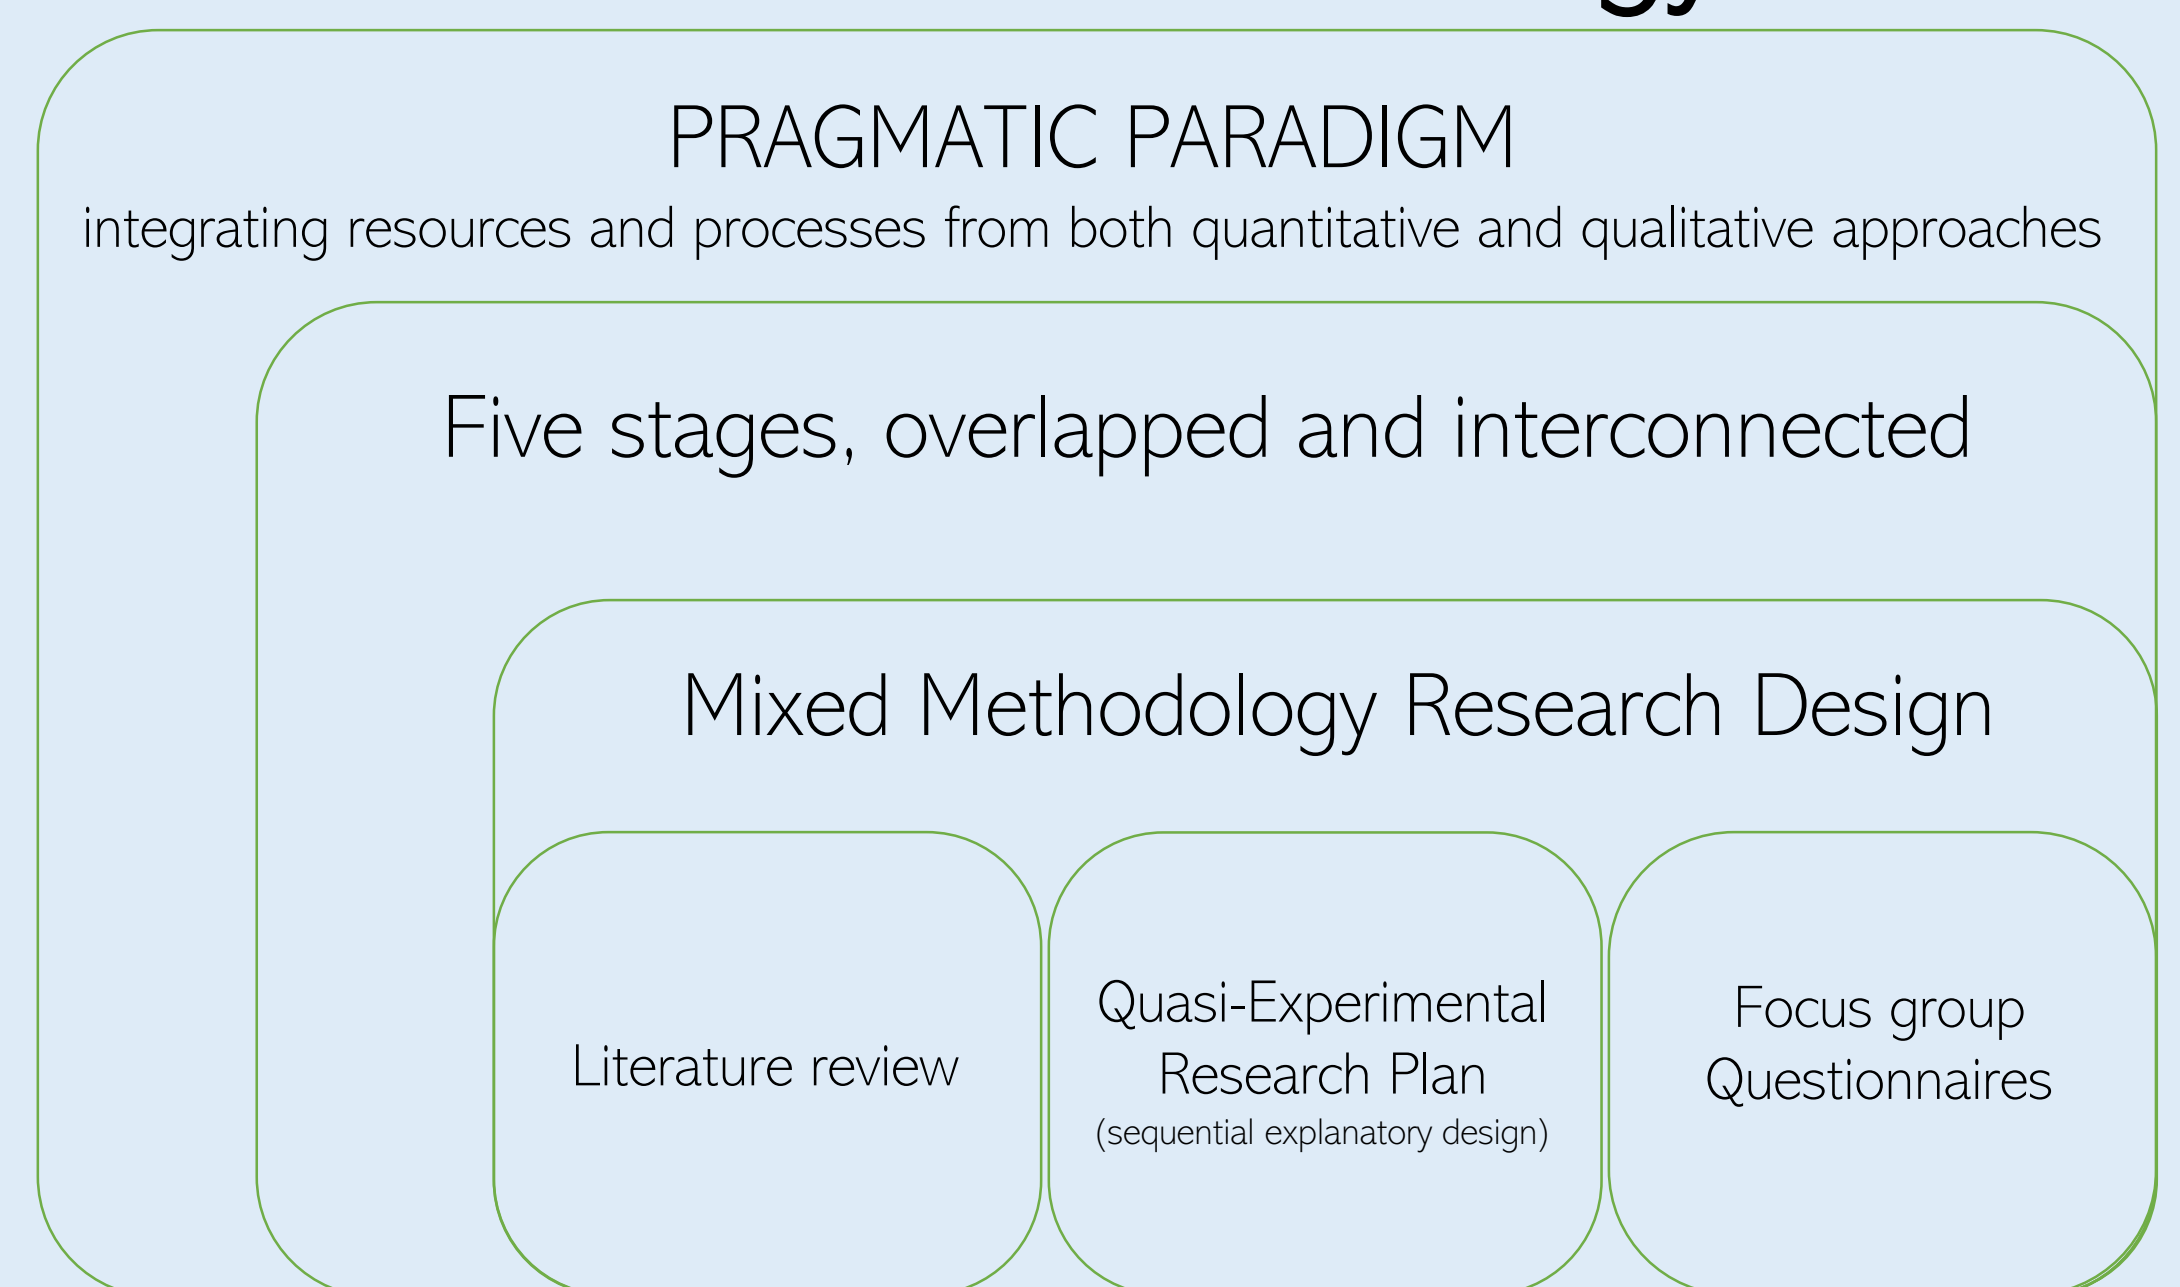 PRAGMATIC PARADIGM
integrating resources and processes from both quantitative and qualitative approaches
Five stages, overlapped and interconnected
Mixed Methodology Research Design
Literature review
Quasi-Experimental
Research Plan
(sequential explanatory design)
Focus group
Questionnaires